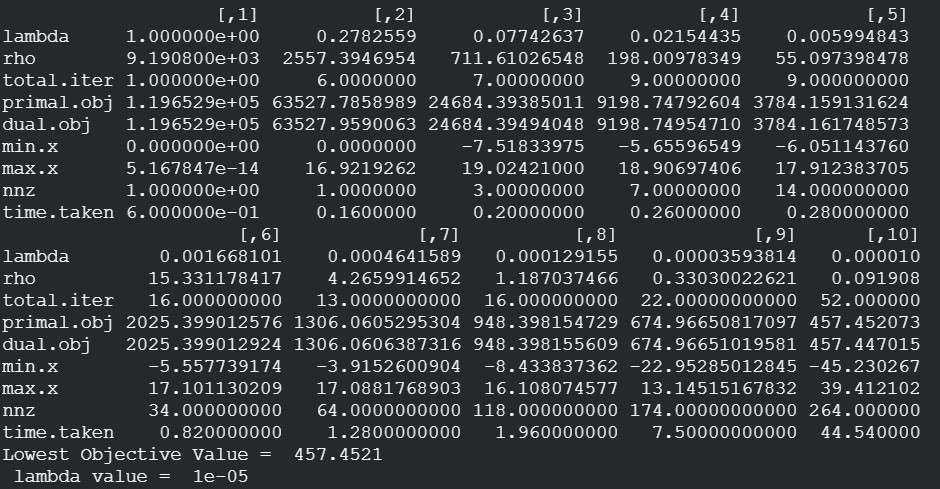 [,1] [,2] [,3] [,4] [,5]
lambda 1.000000e+00 0.2782559 0.07742637 0.02154435 0.005994843
rho 9.190800e+03 2557.3946954 711.61026548 198.00978349 55.097398478
total.iter 1.000000e+00 6.0000000 7.00000000 9.00000000 9.000000000
primal.obj 1.196529e+05 63527.7858989 24684.39385011 9198.74792604 3784.159131624
dual.obj 1.196529e+05 63527.9590063 24684.39494048 9198.74954710 3784.161748573
min.x 0.000000e+00 0.0000000 -7.51833975 -5.65596549 -6.051143760
max.x 5.167847e-14 16.9219262 19.02421000 18.90697406 17.912383705
nnz 1.000000e+00 1.0000000 3.00000000 7.00000000 14.000000000
time.taken 6.000000e-01 0.1600000 0.20000000 0.26000000 0.280000000
[,6] [,7] [,8] [,9] [,10]
lambda 0.001668101 0.0004641589 0.000129155 0.00003593814 0.000010
rho 15.331178417 4.2659914652 1.187037466 0.33030022621 0.091908
total.iter 16.000000000 13.0000000000 16.000000000 22.00000000000 52.000000
primal.obj 2025.399012576 1306.0605295304 948.398154729 674.96650817097 457.452073
dual.obj 2025.399012924 1306.0606387316 948.398155609 674.96651019581 457.447015
min.x -5.557739174 -3.9152600904 -8.433837362 -22.95285012845 -45.230267
max.x 17.101130209 17.0881768903 16.108074577 13.14515167832 39.412102
nnz 34.000000000 64.0000000000 118.000000000 174.00000000000 264.000000
time.taken 0.820000000 1.2800000000 1.960000000 7.50000000000 44.540000
Lowest Objective Value =  457.4521
lambda value =  1e-05